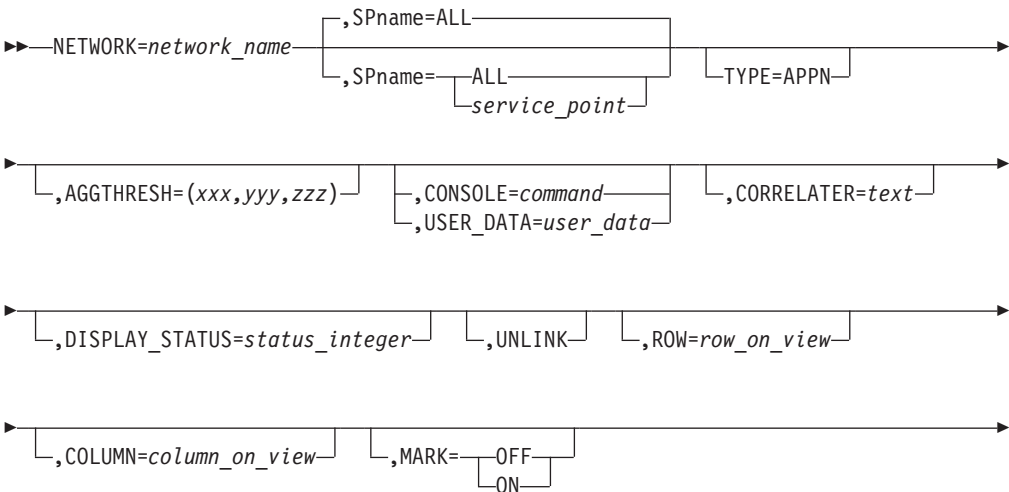 ,SPname=ALL
NETWORK=network_name
,SPname= ALL
service_point
TYPE=APPN
,AGGTHRESH=(xxx,yyy,zzz)
,CONSOLE=command
,USER_DATA=user_data
,CORRELATER=text
,DISPLAY_STATUS=status_integer
,UNLINK
,ROW=row_on_view
,COLUMN=column_on_view
,MARK= OFF
ON